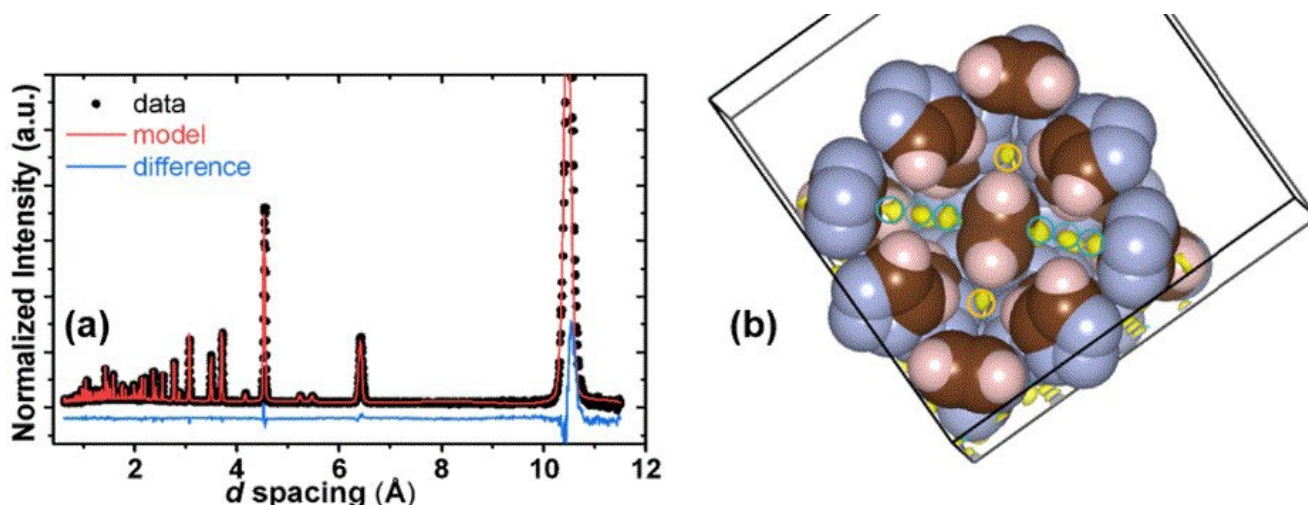 data
model
difference
Normalized Intensity (a.u.)
(a)
2 4 6 8 10 12
d spacing (Å)
(b)